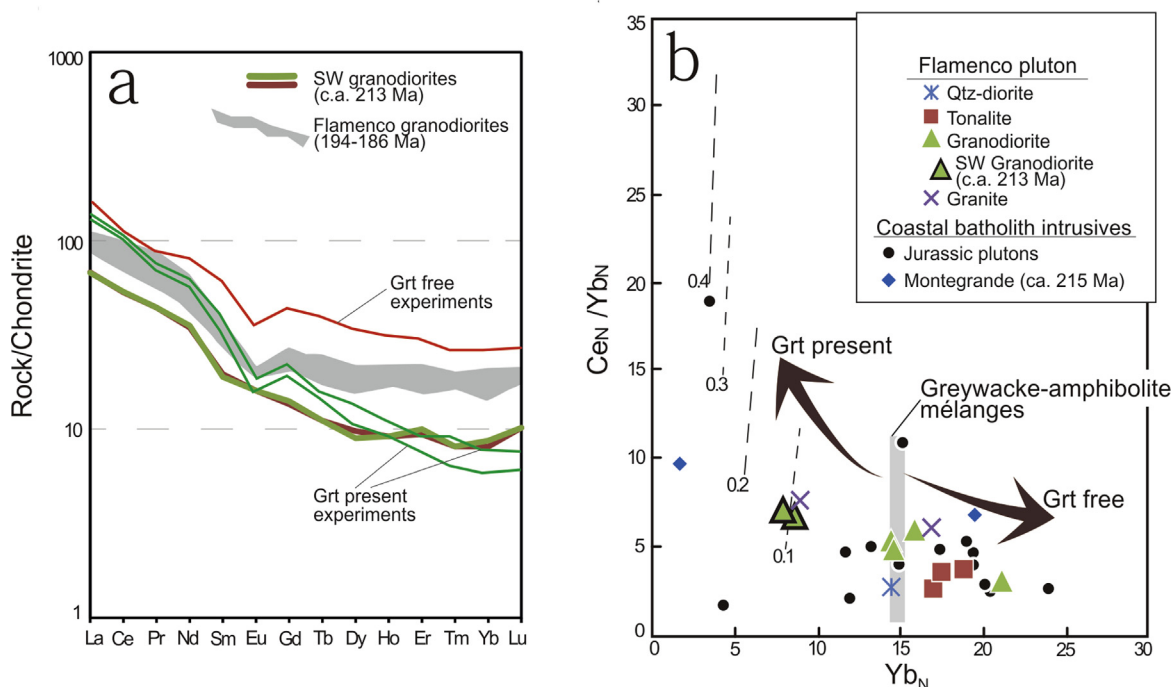 a
1000
100
10
1
Rock/Chondrite
SW granodiorites
(c.a. 213 Ma)
Flamenco granodiorites
(194-186 Ma)
Grt free
experiments
Grt present
experiments
La Ce Pr Nd Sm Eu Gd Tb Dy Ho Er Tm Yb Lu
b
35
30
25
20
15
10
5
0
CeN /YbN
Flamenco pluton
Qtz-diorite
Tonalite
Granodiorite
SW Granodiorite
(c.a. 213 Ma)
Granite
Coastal batholith intrusives
Jurassic plutons
Montegrande (ca. 215 Ma)
0.4
0.3
0.2
0.1
Grt present
Greywacke-amphibolite
mélanges
Grt free
0 5 10 15 20 25 30
YbN